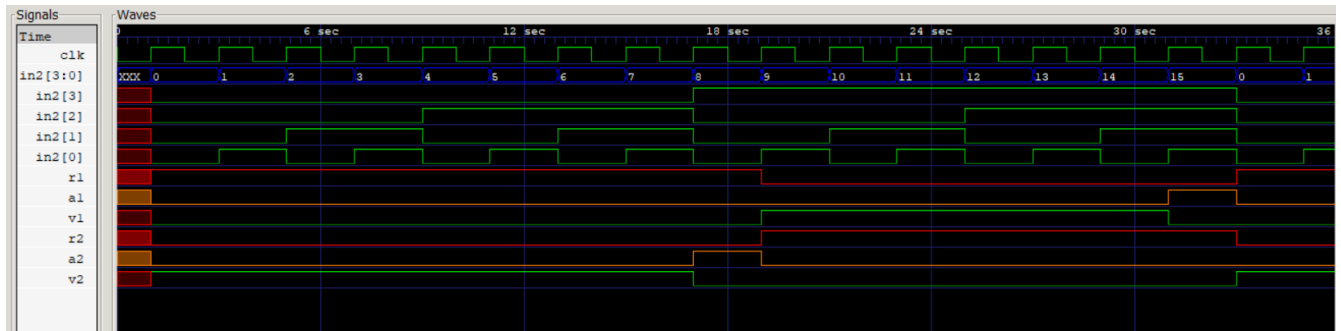 Signals
Waves
Time
0 6 sec 12 sec 18 sec 24 sec 30 sec 36
clk
in2[3:0] XXX 0 1 2 3 4 5 6 7 8 9 10 11 12 13 14 15 0 1
in2[3]
in2[2]
in2[1]
in2[0]
r1
a1
v1
r2
a2
v2